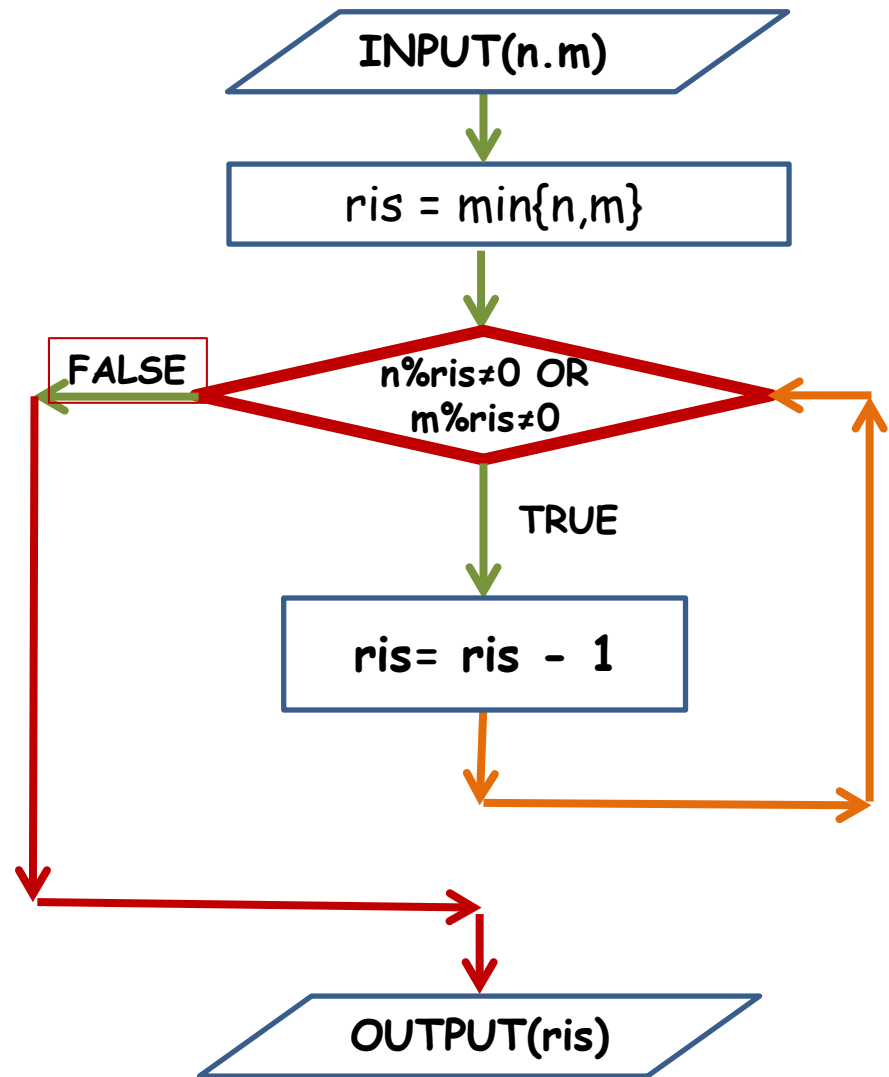 INPUT(n.m)
ris = min{n,m}
FALSE
n%ris≠0 OR
m%ris≠0
TRUE
ris= ris - 1
OUTPUT(ris)